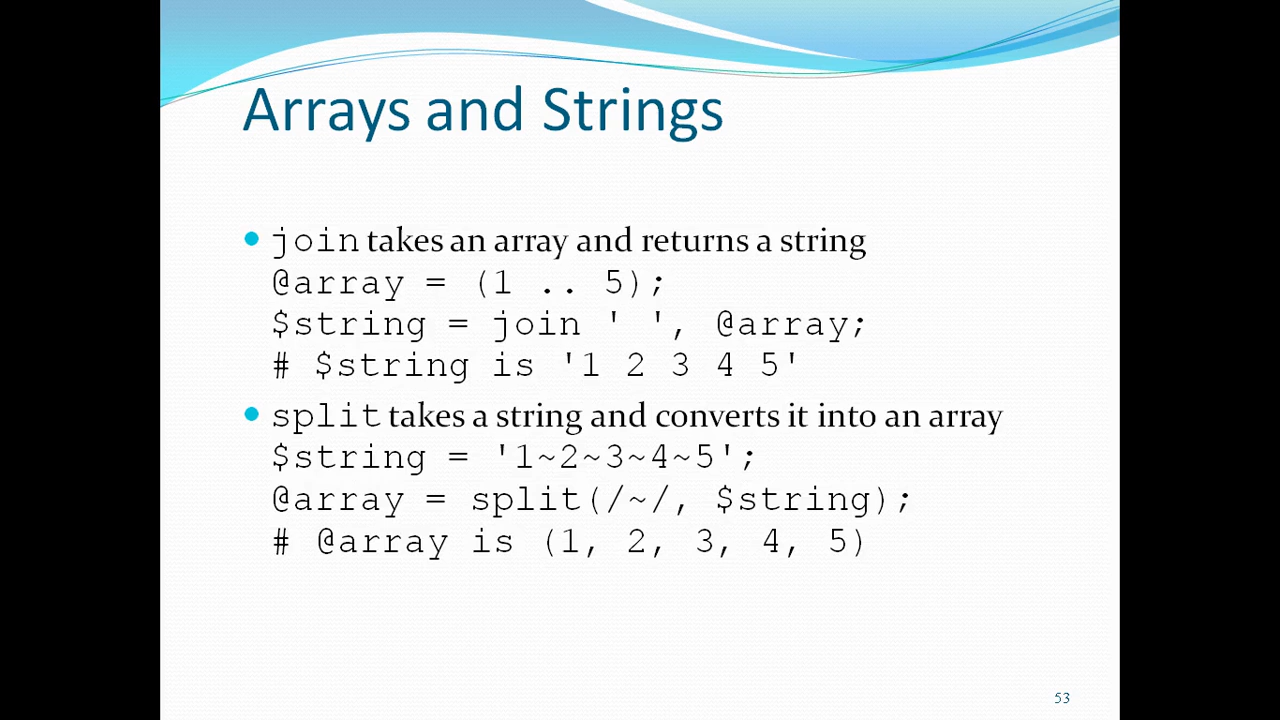 Arrays and Strings
join takes an array and returns a string
@array = (1 .. 5);
$string = join ' ', @array;
# $string is '1 2 3 4 5'
split takes a string and converts it into an array
$string = '1~2~3~4~5';
@array = split(/~/, $string);
# @array is (1, 2, 3, 4, 5)
53